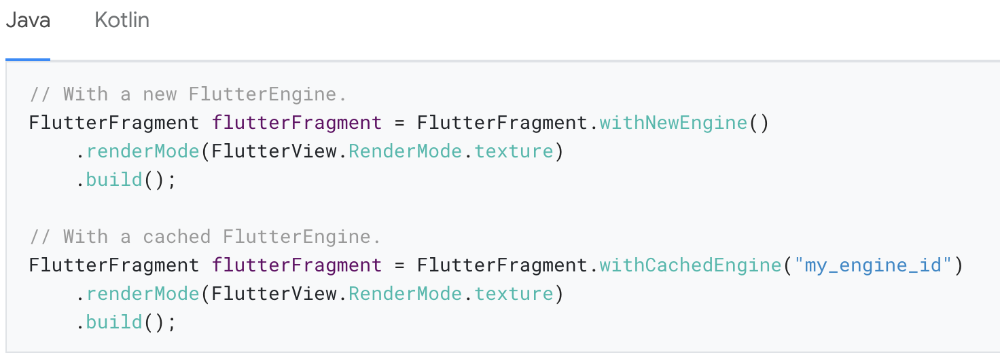 Java Kotlin
// With a new FlutterEngine.
FlutterFragment flutterFragment = FlutterFragment.withNewEngine()
.renderMode(FlutterView.RenderMode.texture)
.build();
// With a cached FlutterEngine.
FlutterFragment flutterFragment = FlutterFragment.withCachedEngine("my_engine_id")
.renderMode(FlutterView.RenderMode.texture)
.build();